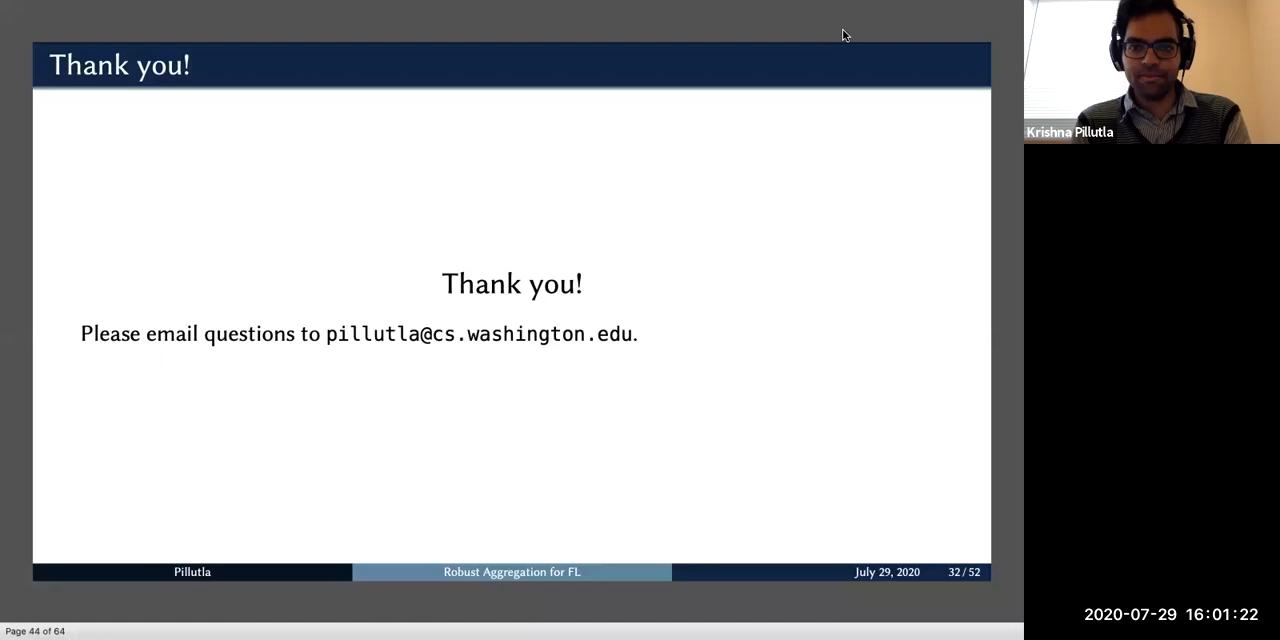 Thank you!
Thank you!
Please email questions to pillutla@cs.washington.edu.
Pillutla
Robust Aggregation for FL
July 29, 2020 32/52
Page 44 of 64
Krishna Pillutla
2020-07-29 16:01:22